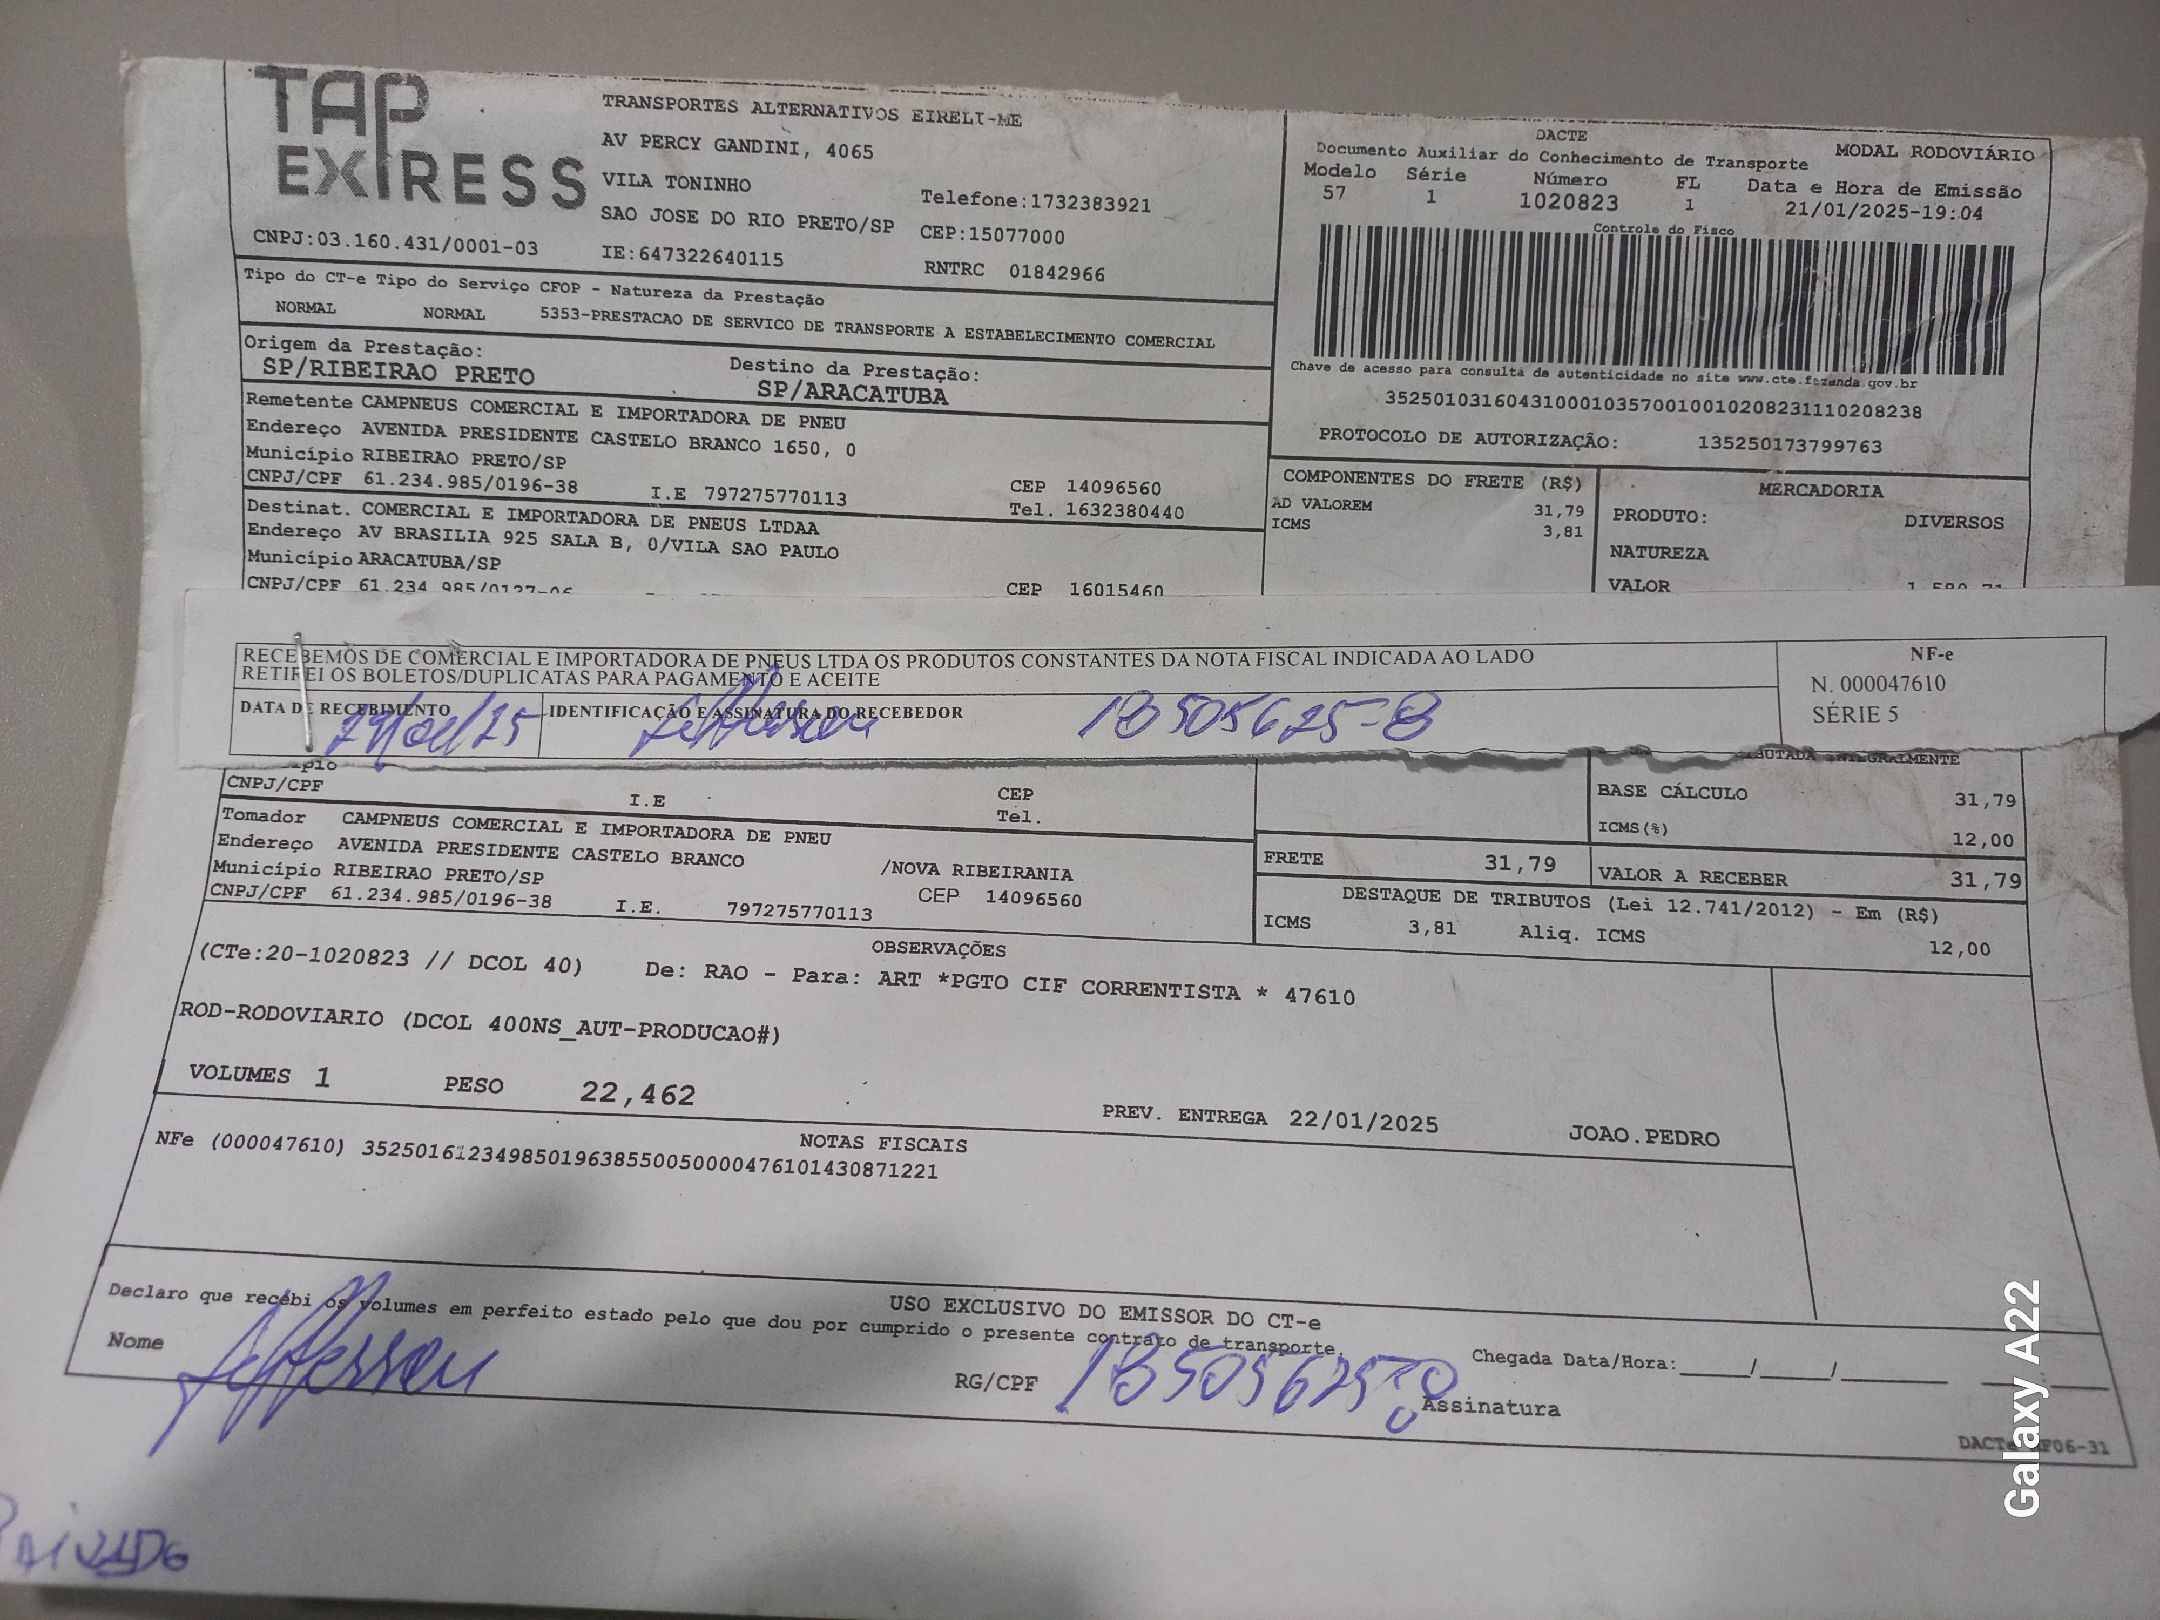 TAP EXPRESS
TRANSPORTES ALTERNATIVOS EIRELI-ME
AV PERCY GANDINI, 4065
VILA TONINHO
Telefone:1732383921
SAO JOSE DO RIO PRETO/SP CEP:15077000
CNPJ:03.160.431/0001-03
IE:647322640115
RNTRC 01842966
DACTE
Documento Auxiliar do Conhecimento de Transporte
MODAL RODOVIÁRIO
Modelo Série Número FL Data e Hora de Emissão
57 1 1020823 1 21/01/2025-19:04
Controle do Fisco
Chave de acesso para consulta de autenticidade no site www.cte.fazenda.gov.br
35250103160431000103570010010208231110208238
PROTOCOLO DE AUTORIZAÇÃO: 135250173799763
Tipo do CT-e Tipo do Serviço CFOP - Natureza da Prestação
NORMAL NORMAL 5353-PRESTACAO DE SERVICO DE TRANSPORTE A ESTABELECIMENTO COMERCIAL
Origem da Prestação: Destino da Prestação:
SP/RIBEIRAO PRETO SP/ARACATUBA
Remetente CAMPNEUS COMERCIAL E IMPORTADORA DE PNEU
Endereço AVENIDA PRESIDENTE CASTELO BRANCO 1650, 0
Município RIBEIRAO PRETO/SP CEP 14096560
CNPJ/CPF 61.234.985/0196-38 I.E 797275770113 Tel. 1632380440
Destinat. COMERCIAL E IMPORTADORA DE PNEUS LTDAA
Endereço AV BRASILIA 925 SALA B, 0/VILA SAO PAULO
Município ARACATUBA/SP CEP 16015460
CNPJ/CPF 61.234.985/0127-06
COMPONENTES DO FRETE (R$)
AD VALOREM 31,79
ICMS 3,81
MERCADORIA
PRODUTO: DIVERSOS
NATUREZA
VALOR
RECEBEMOS DE COMERCIAL E IMPORTADORA DE PNEUS LTDA OS PRODUTOS CONSTANTES DA NOTA FISCAL INDICADA AO LADO
RETIREI OS BOLETOS/DUPLICATAS PARA PAGAMENTO E ACEITE
DATA DE RECEBIMENTO
IDENTIFICAÇÃO E ASSINATURA DO RECEBEDOR
Jefferson
NF-e
N. 000047610
SÉRIE 5
CNPJ/CPF I.E CEP
Tel.
Tomador CAMPNEUS COMERCIAL E IMPORTADORA DE PNEU
Endereço AVENIDA PRESIDENTE CASTELO BRANCO /NOVA RIBEIRANIA
Município RIBEIRAO PRETO/SP CEP 14096560
CNPJ/CPF 61.234.985/0196-38 I.E. 797275770113
BASE CÁLCULO 31,79
ICMS(%) 12,00
FRETE 31,79 VALOR A RECEBER 31,79
DESTAQUE DE TRIBUTOS (Lei 12.741/2012) - Em (R$)
ICMS 3,81 Aliq. ICMS 12,00
OBSERVAÇÕES
(CTe:20-1020823 // DCOL 40) De: RAO - Para: ART *PGTO CIF CORRENTISTA * 47610
ROD-RODOVIARIO (DCOL 400NS_AUT-PRODUCAO#)
VOLUMES 1 PESO 22,462 PREV. ENTREGA 22/01/2025 JOAO.PEDRO
NOTAS FISCAIS
NFe (000047610) 35250161234985019638550050000476101430871221
USO EXCLUSIVO DO EMISSOR DO CT-e
Declaro que recebi os volumes em perfeito estado pelo que dou por cumprido o presente contrato de transporte.
Nome Jefferson RG/CPF
Chegada Data/Hora:_____/_____/_______ ___:___
Assinatura
Galaxy A22